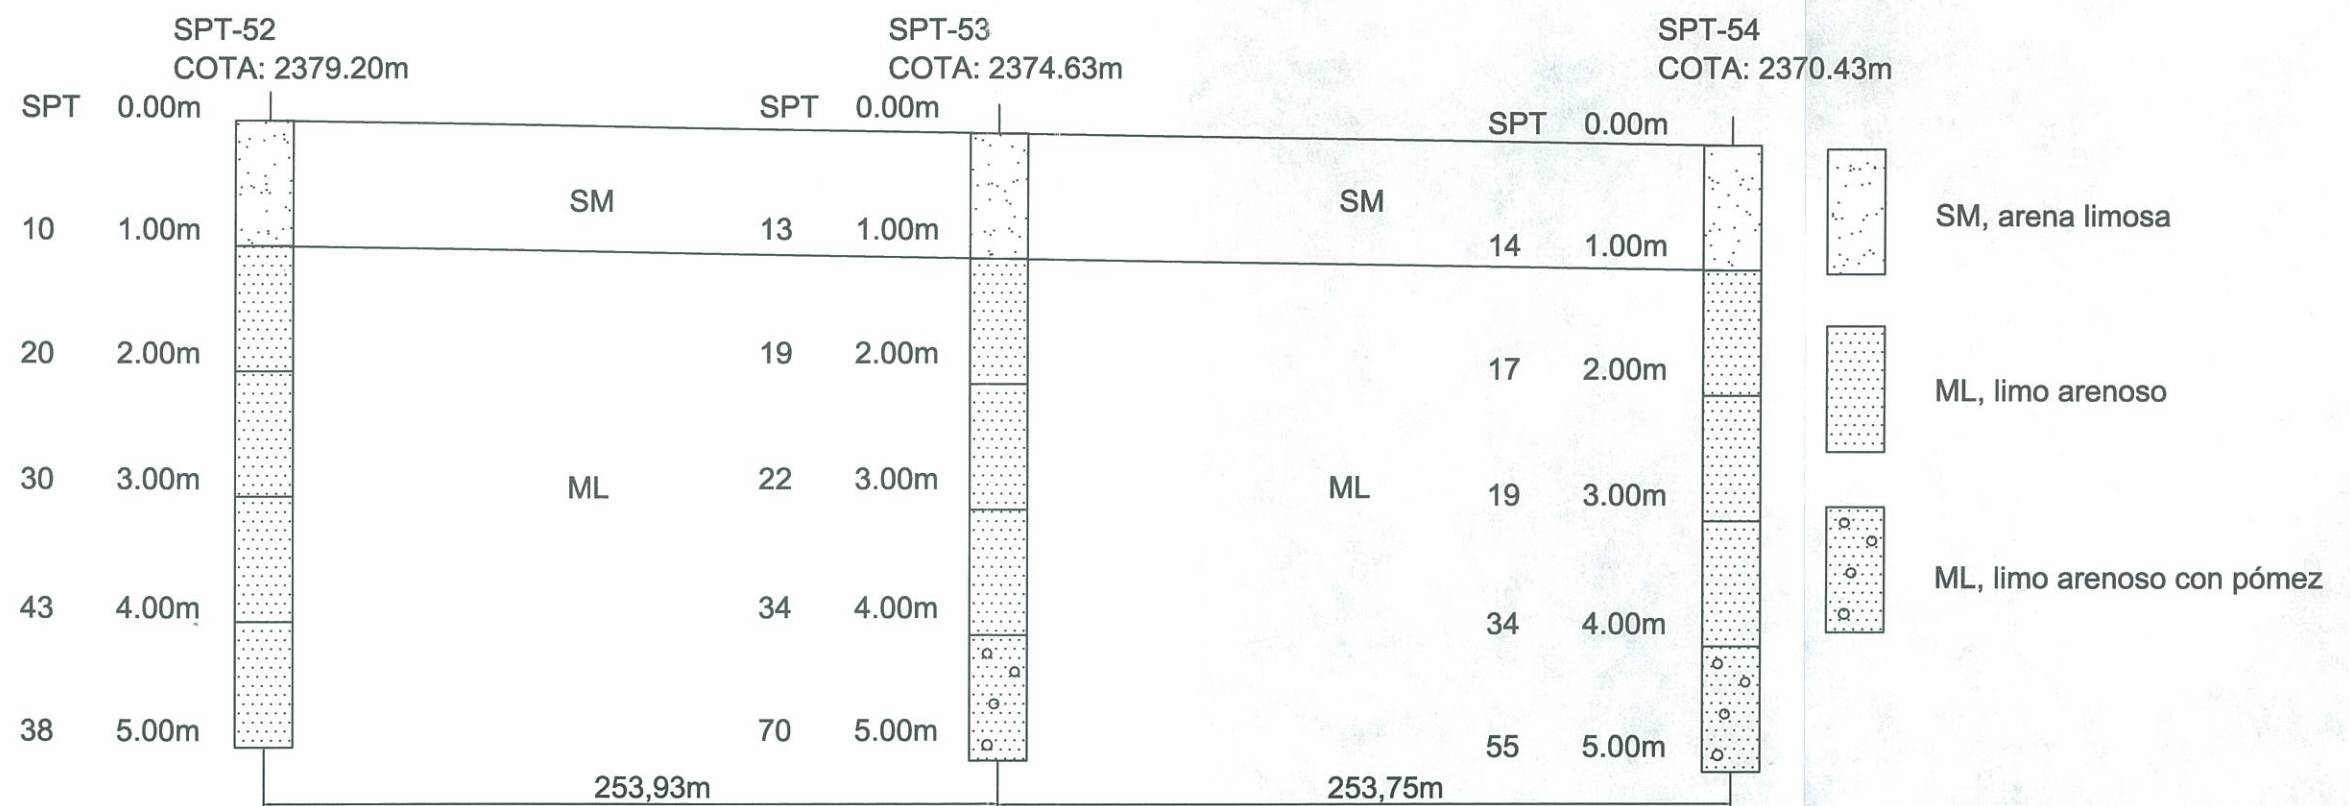 SPT-52
COTA: 2379.20m
SPT-53
COTA: 2374.63m
SPT-54
COTA: 2370.43m
SPT 0.00m
SPT 0.00m
SPT 0.00m
SM
SM
SM, arena limosa
10 1.00m
13 1.00m
14 1.00m
20 2.00m
19 2.00m
17 2.00m
ML, limo arenoso
30 3.00m
ML
22 3.00m
ML
19 3.00m
ML, limo arenoso con pómez
43 4.00m
34 4.00m
34 4.00m
38 5.00m
70 5.00m
55 5.00m
253,93m
253,75m